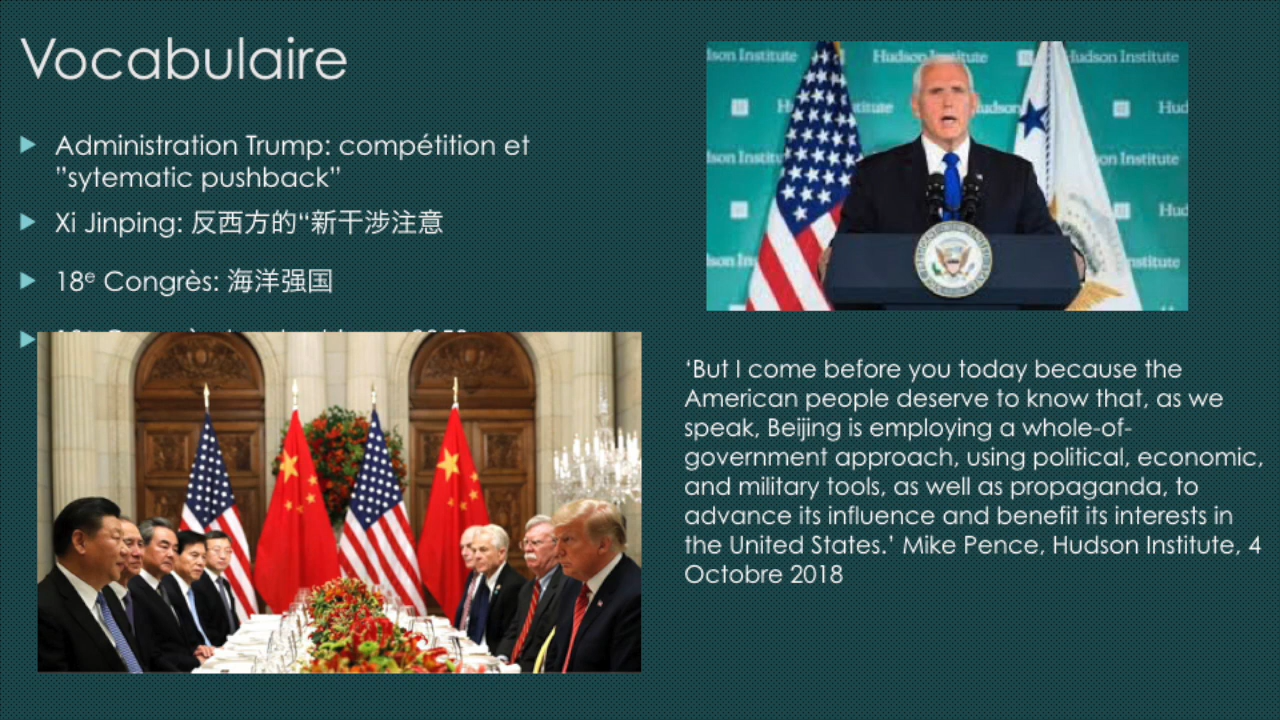 Vocabulaire
Administration Trump: compétition et
”sytematic pushback”
Xi Jinping: 反西方的“新干涉注意
18e Congrès: 海洋强国
Hudson Institute
Hudson Institute
‘But I come before you today because the
American people deserve to know that, as we
speak, Beijing is employing a whole-of-
government approach, using political, economic,
and military tools, as well as propaganda, to
advance its influence and benefit its interests in
the United States.’ Mike Pence, Hudson Institute, 4
Octobre 2018